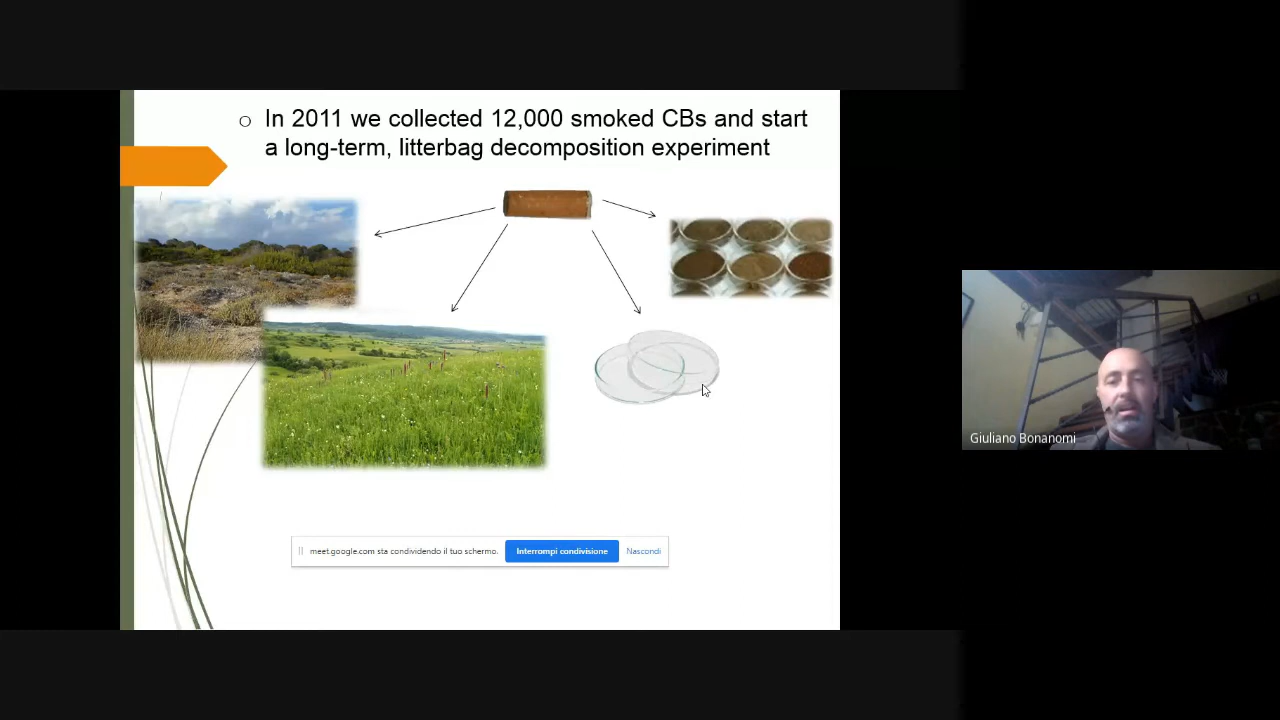 In 2011 we collected 12,000 smoked CBs and start
a long-term, litterbag decomposition experiment
Giuliano Bonanomi
meet.google.com sta condividendo il tuo schermo. Interrompi condivisione Nascondi